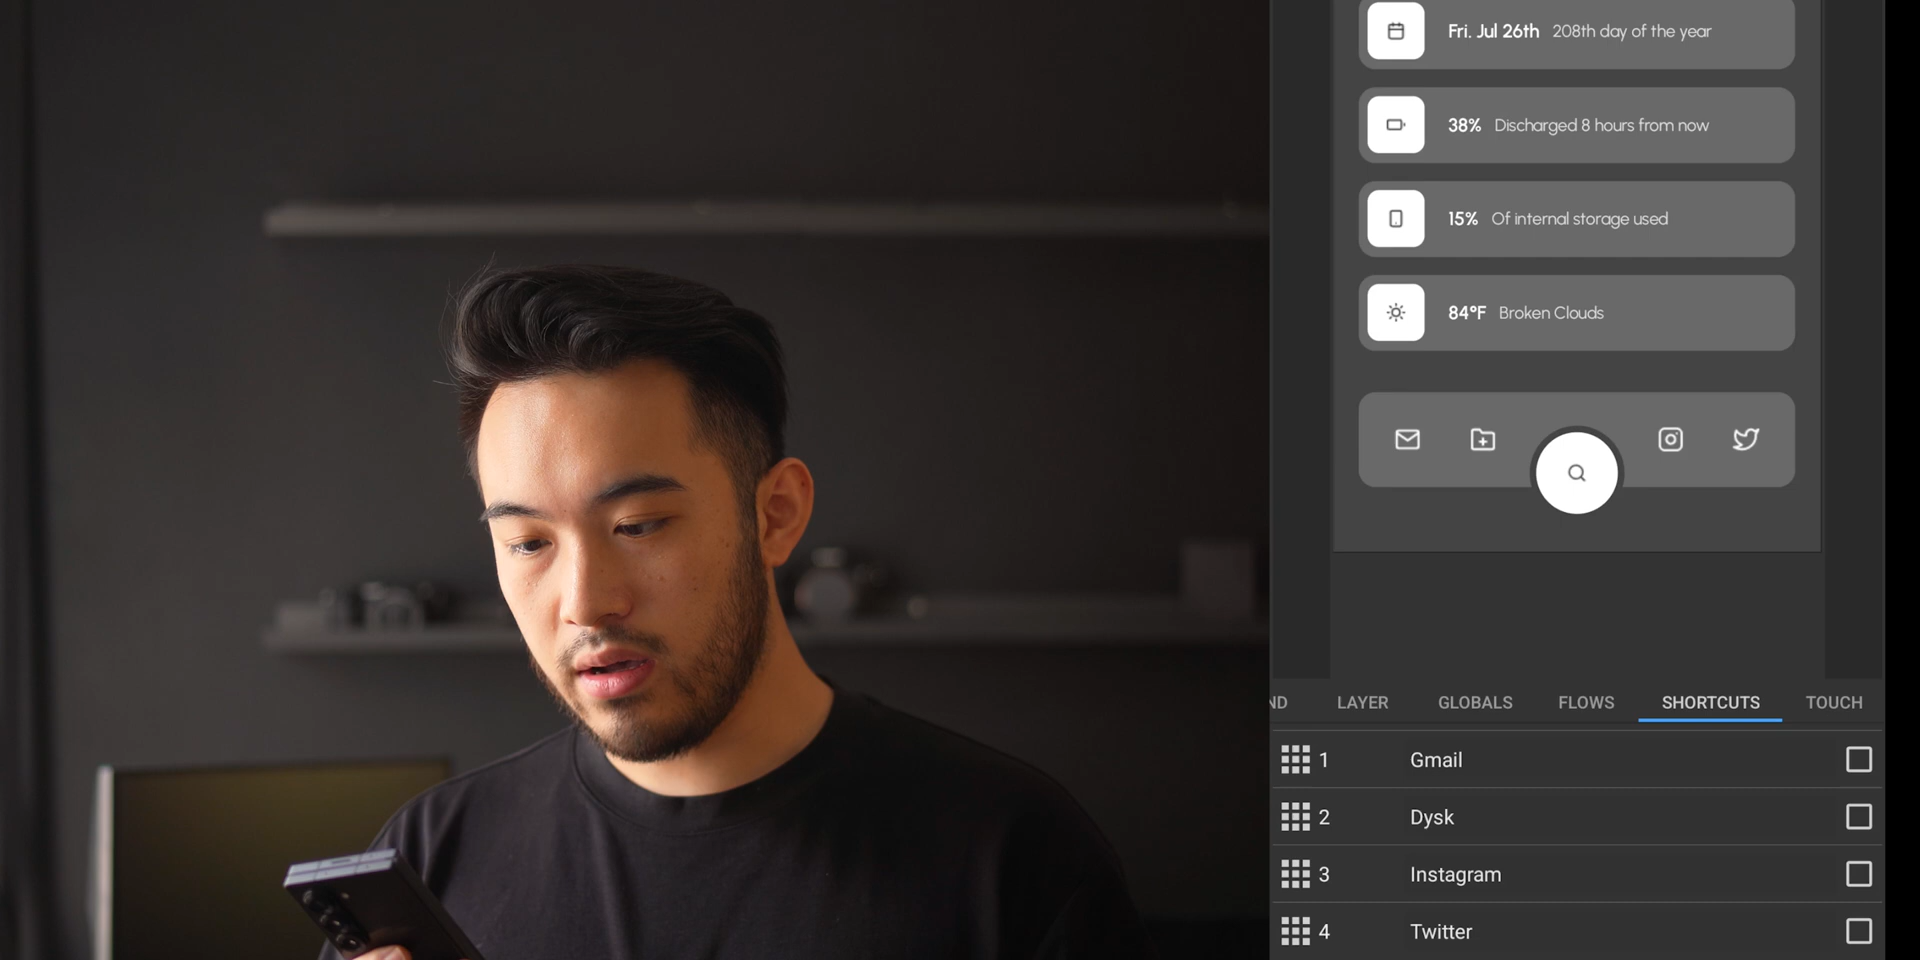 Fri. Jul 26th 208th day of the year
38% Discharged 8 hours from now
15% Of internal storage used
84°F Broken Clouds
ND LAYER GLOBALS FLOWS SHORTCUTS TOUCH
1 Gmail
2 Dysk
3 Instagram
4 Twitter